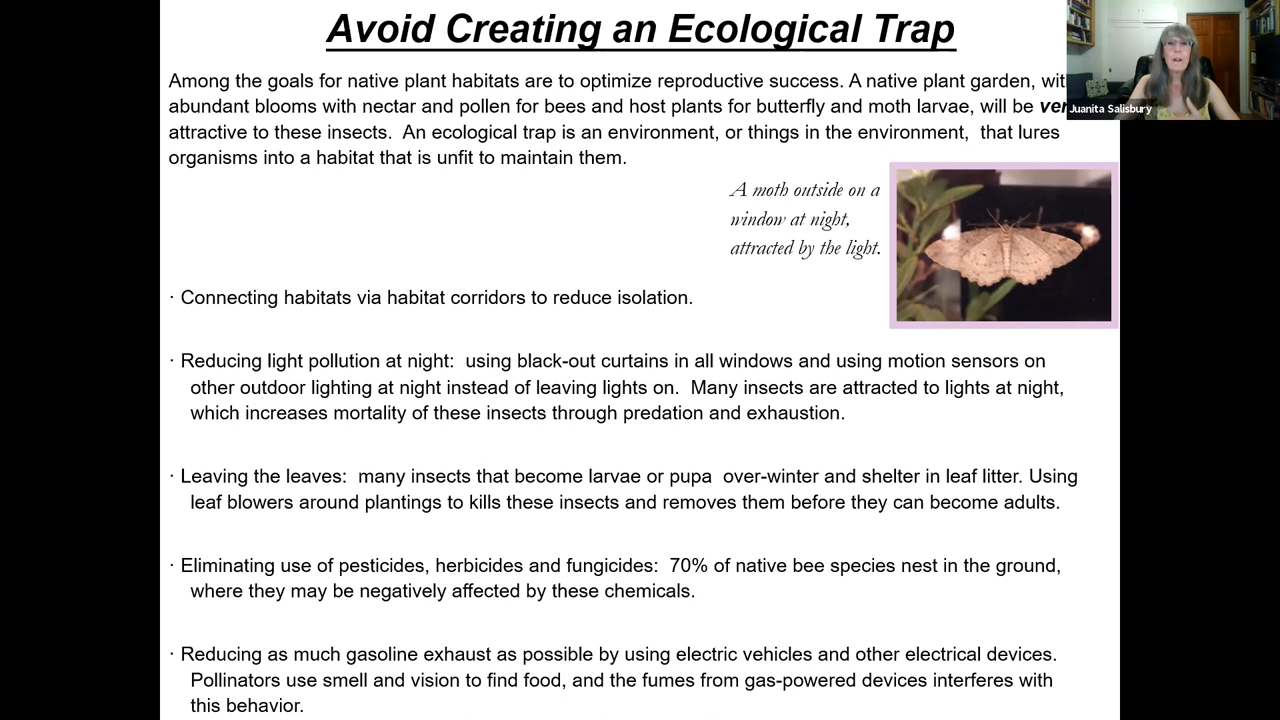 Avoid Creating an Ecological Trap
Juanita Salisbury
Among the goals for native plant habitats are to optimize reproductive success. A native plant garden, wit
abundant blooms with nectar and pollen for bees and host plants for butterfly and moth larvae, will be ver
attractive to these insects. An ecological trap is an environment, or things in the environment, that lures
organisms into a habitat that is unfit to maintain them.
A moth outside on a
window at night,
attracted by the light.
· Connecting habitats via habitat corridors to reduce isolation.
· Reducing light pollution at night: using black-out curtains in all windows and using motion sensors on
other outdoor lighting at night instead of leaving lights on. Many insects are attracted to lights at night,
which increases mortality of these insects through predation and exhaustion.
· Leaving the leaves: many insects that become larvae or pupa over-winter and shelter in leaf litter. Using
leaf blowers around plantings to kills these insects and removes them before they can become adults.
· Eliminating use of pesticides, herbicides and fungicides: 70% of native bee species nest in the ground,
where they may be negatively affected by these chemicals.
· Reducing as much gasoline exhaust as possible by using electric vehicles and other electrical devices.
Pollinators use smell and vision to find food, and the fumes from gas-powered devices interferes with
this behavior.